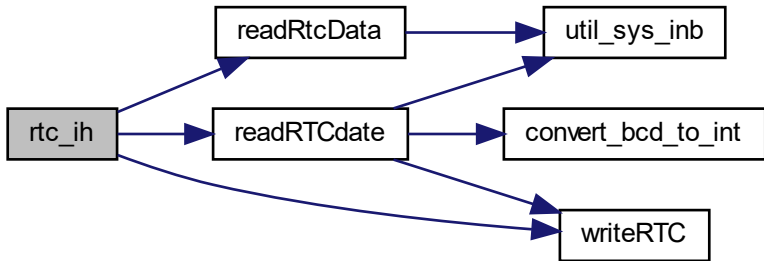 readRtcData
util_sys_inb
rtc_ih
readRTCdate
convert_bcd_to_int
writeRTC